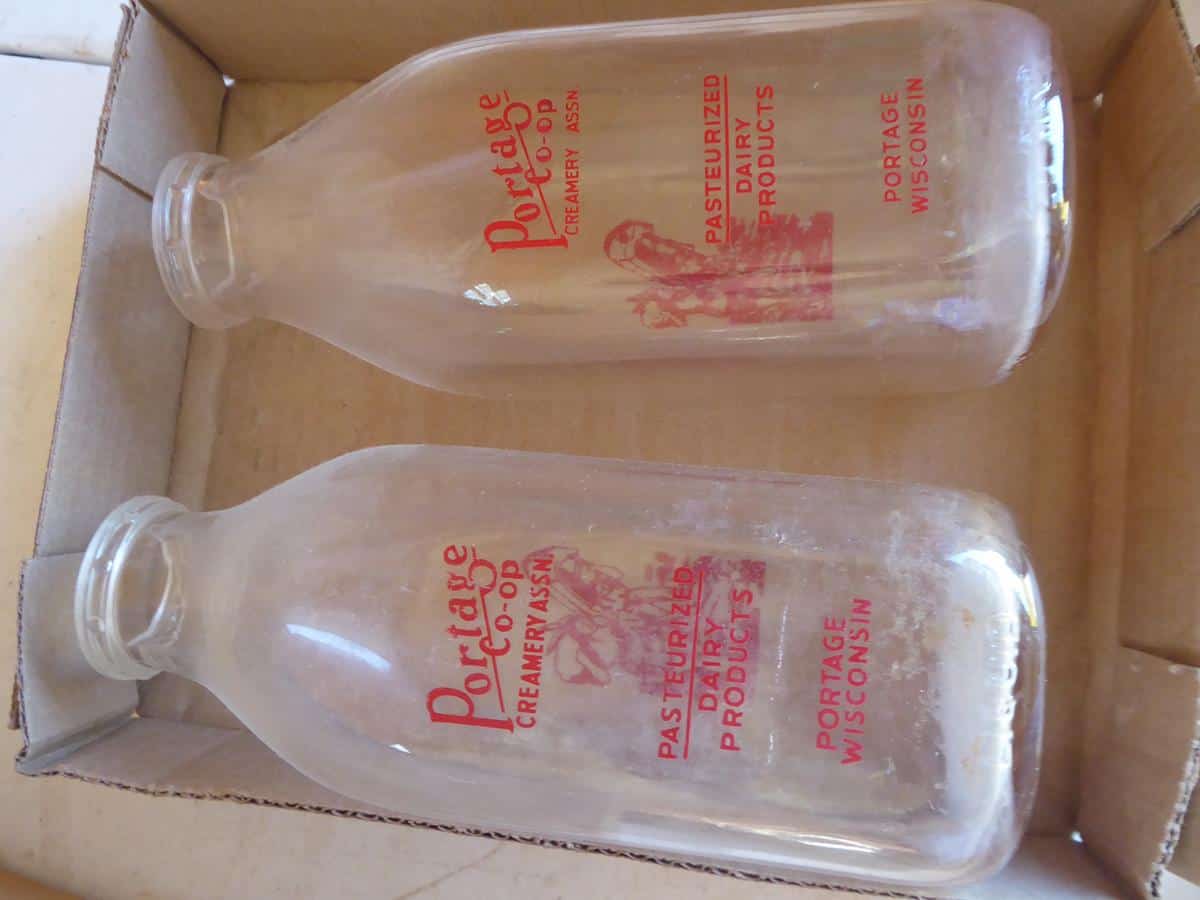 Portage
Co-op
CREAMERY ASSN
PASTEURIZED
DAIRY
PRODUCTS
PORTAGE
WISCONSIN
Portage
Co-op
CREAMERY ASSN.
PASTEURIZED
DAIRY
PRODUCTS
PORTAGE
WISCONSIN